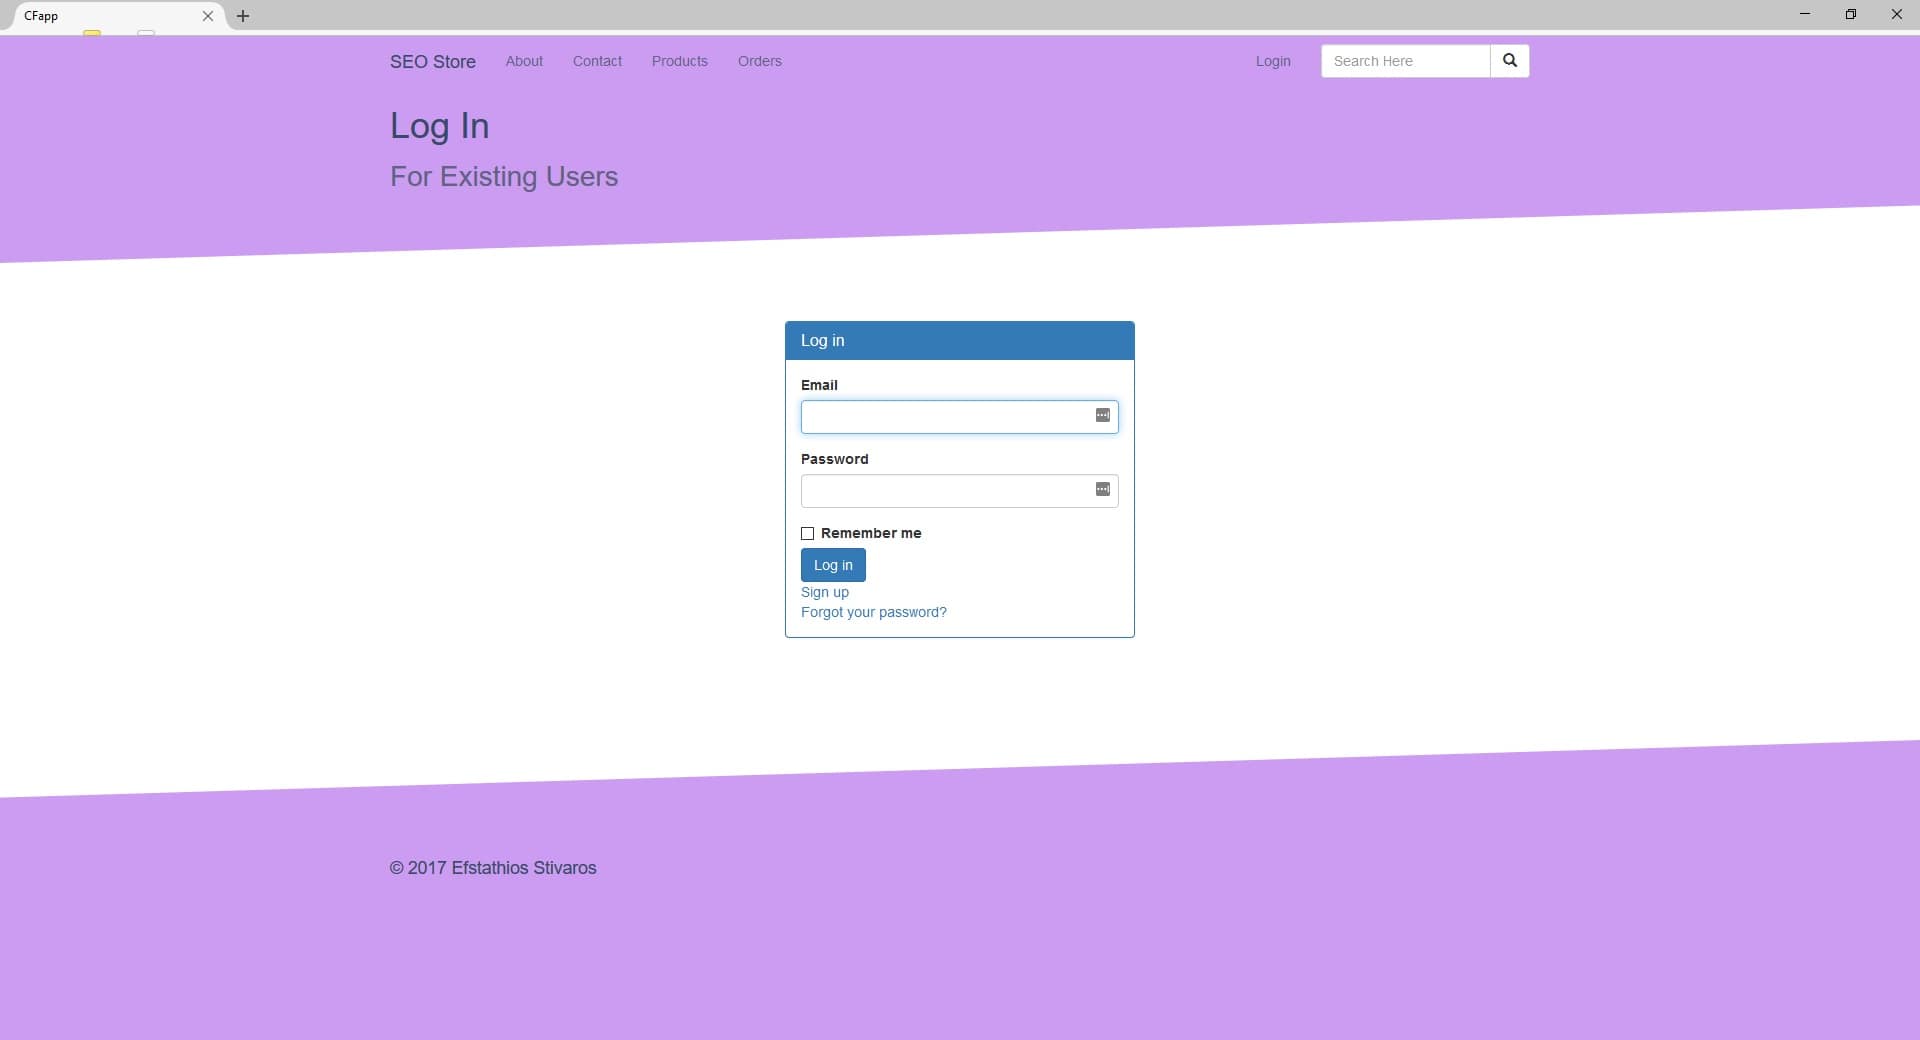 CFapp
SEO Store About Contact Products Orders Login Search Here
Log In
For Existing Users
Log in
Email
Password
Remember me
Log in
Sign up
Forgot your password?
© 2017 Efstathios Stivaros